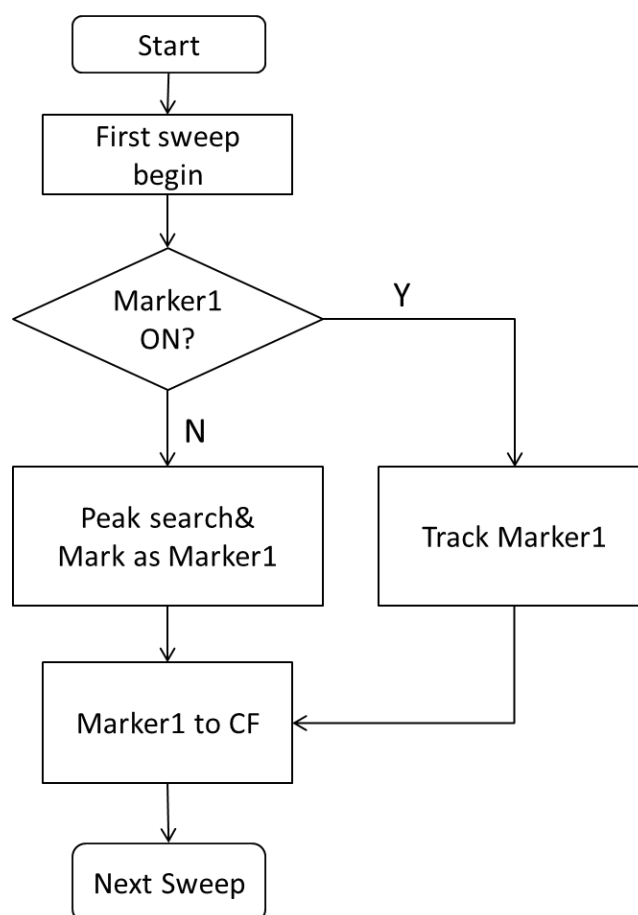 Start
First sweep
begin
Marker1
ON?
Y
N
Peak search&
Mark as Marker1
Track Marker1
Marker1 to CF
Next Sweep